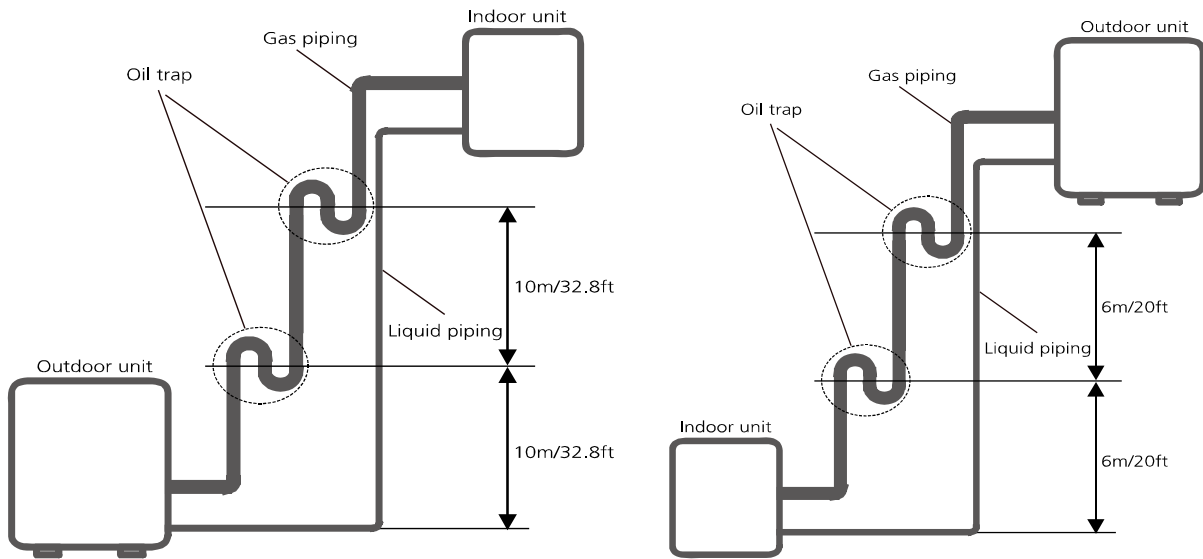 Indoor unit
Gas piping
Oil trap
10m/32.8ft
Liquid piping
Outdoor unit
10m/32.8ft
Outdoor unit
Gas piping
Oil trap
6m/20ft
Liquid piping
Indoor unit
6m/20ft